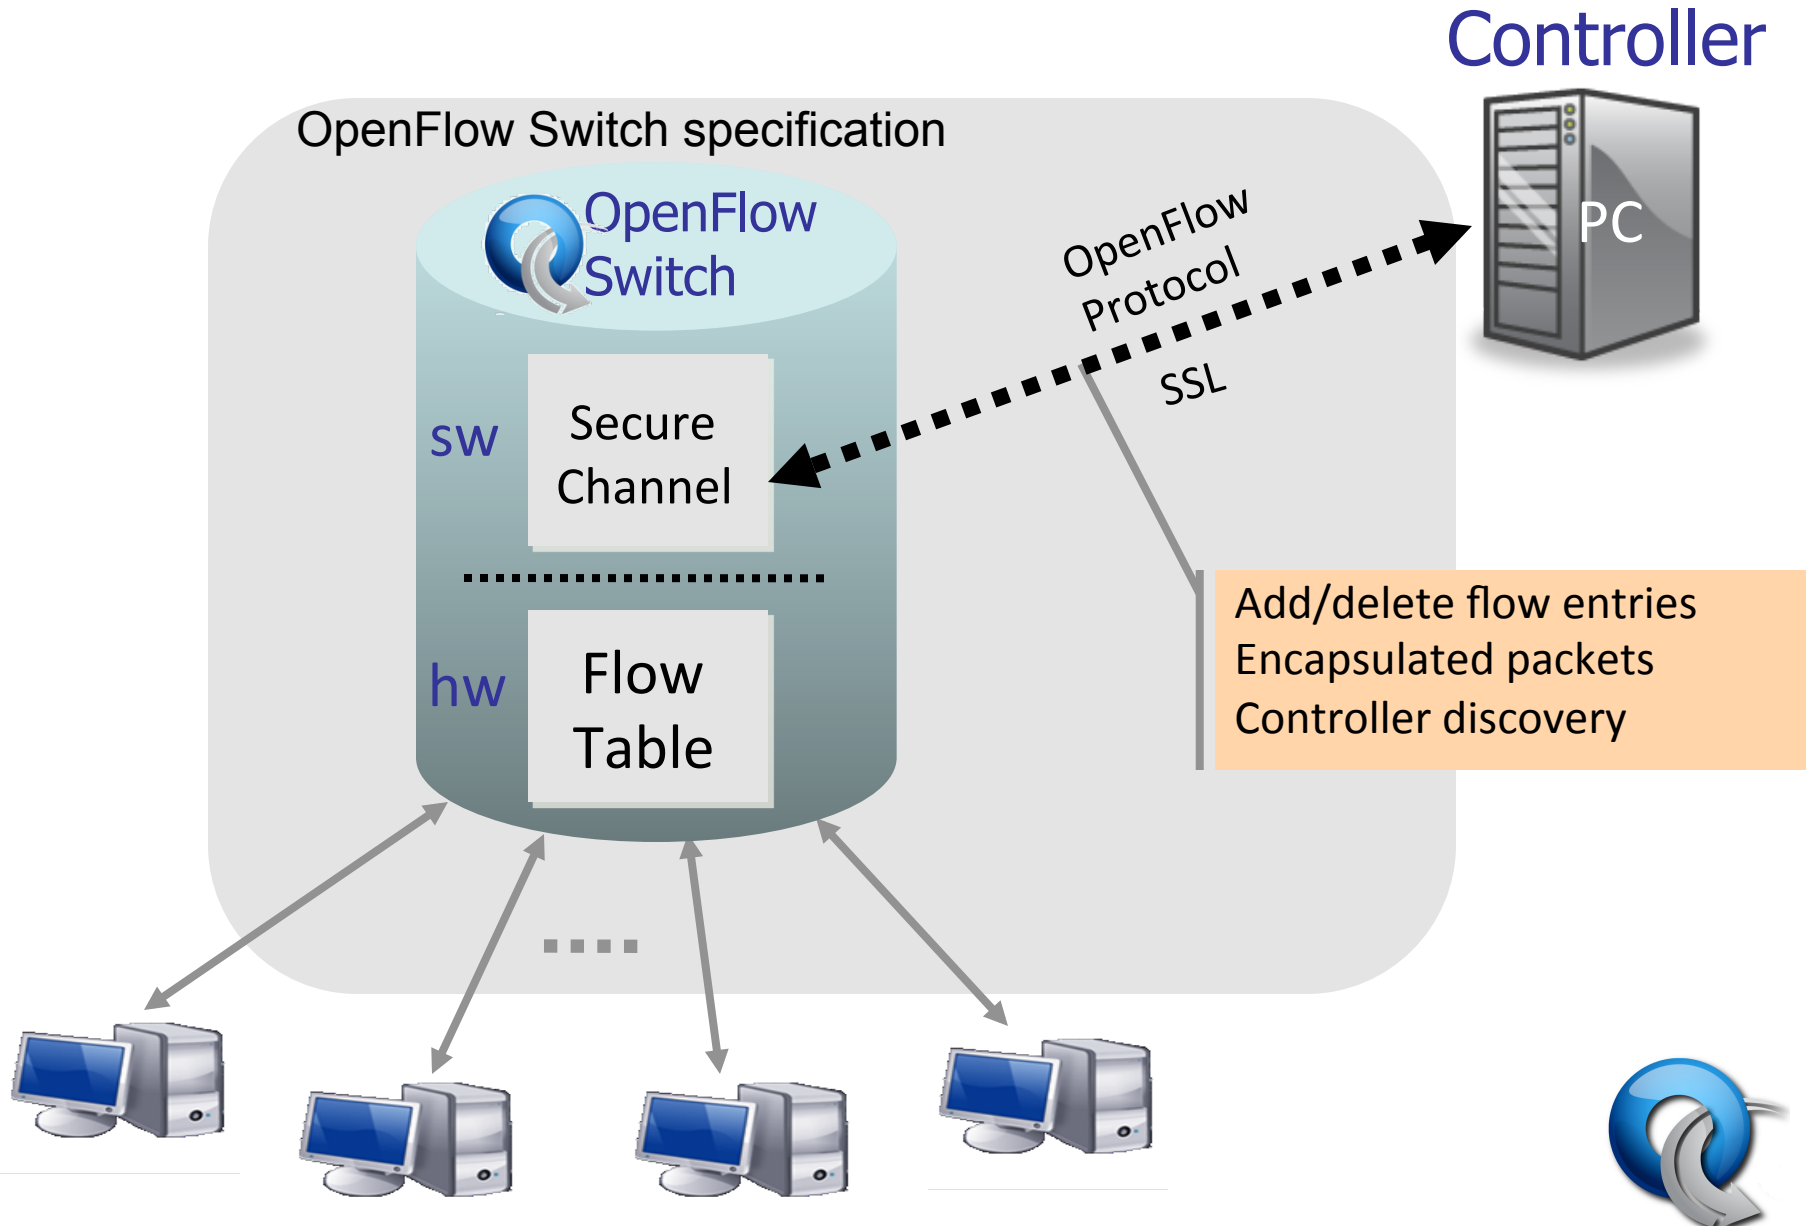 Controller
OpenFlow Switch specification
OpenFlow
Switch
OpenFlow
Protocol
SSL
PC
sw
Secure
Channel
hw
Flow
Table
Add/delete flow entries
Encapsulated packets
Controller discovery